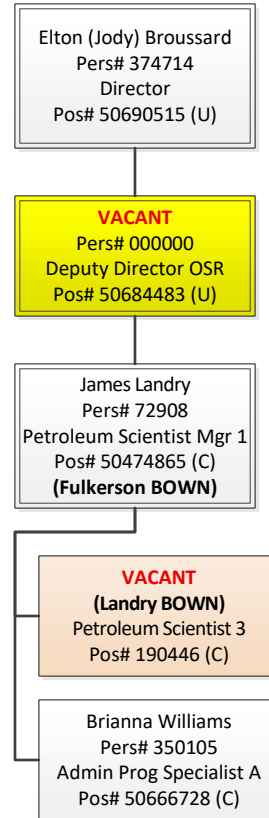 Elton (Jody) Broussard
Pers# 374714
Director
Pos# 50690515 (U)
VACANT
Pers# 000000
Deputy Director OSR
Pos# 50684483 (U)
James Landry
Pers# 72908
Petroleum Scientist Mgr 1
Pos# 50474865 (C)
(Fulkerson BOWN)
VACANT
(Landry BOWN)
Petroleum Scientist 3
Pos# 190446 (C)
Brianna Williams
Pers# 350105
Admin Prog Specialist A
Pos# 50666728 (C)